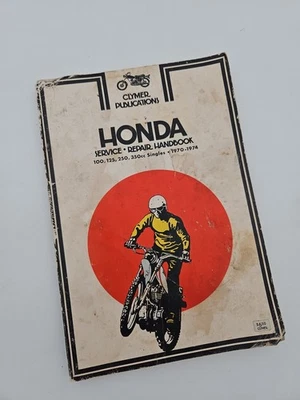 CLYMER
PUBLICATIONS
HONDA
SERVICE • REPAIR HANDBOOK
100, 125, 250, 350cc Singles • 1970-1974